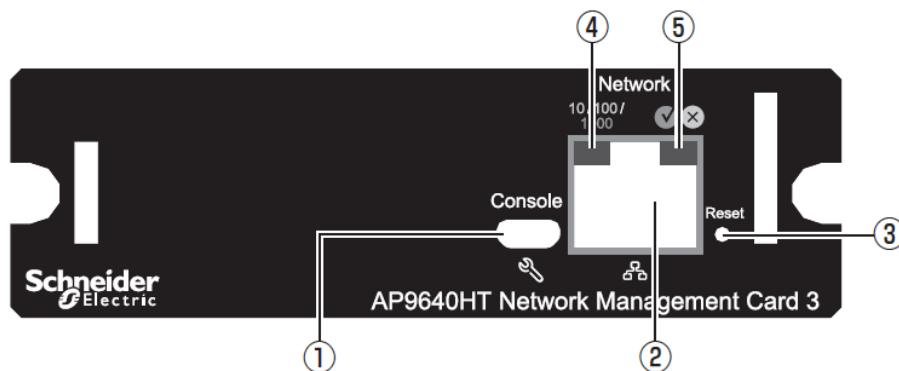 ④ ⑤
Network
10/100/
1000
Console
Reset
③
Schneider
Electric
AP9640HT Network Management Card 3
① ②